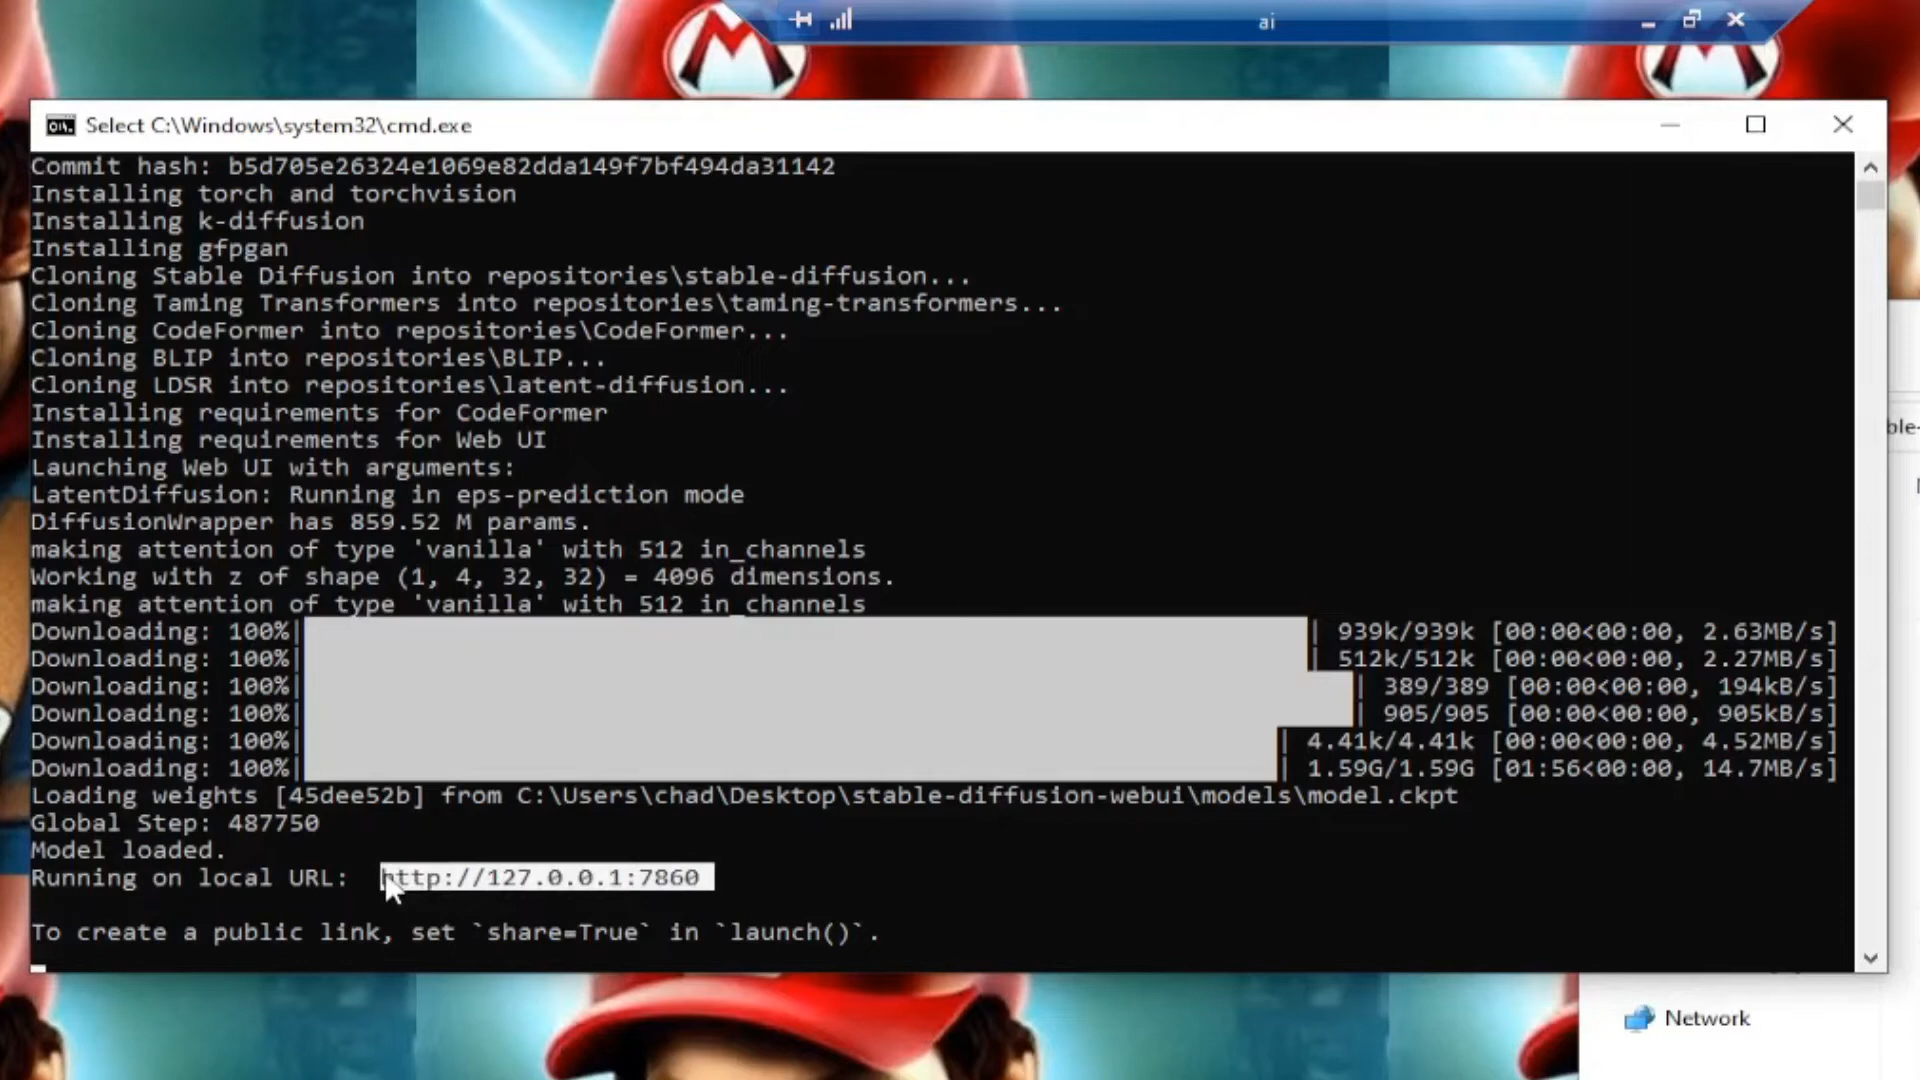 ai
Select C:\Windows\system32\cmd.exe
Commit hash: b5d705e26324e1069e82dda149f7bf494da31142
Installing torch and torchvision
Installing k-diffusion
Installing gfpgan
Cloning Stable Diffusion into repositories\stable-diffusion...
Cloning Taming Transformers into repositories\taming-transformers...
Cloning CodeFormer into repositories\CodeFormer...
Cloning BLIP into repositories\BLIP...
Cloning LDSR into repositories\latent-diffusion...
Installing requirements for CodeFormer
Installing requirements for Web UI
Launching Web UI with arguments:
LatentDiffusion: Running in eps-prediction mode
DiffusionWrapper has 859.52 M params.
making attention of type 'vanilla' with 512 in_channels
Working with z of shape (1, 4, 32, 32) = 4096 dimensions.
making attention of type 'vanilla' with 512 in_channels
Downloading: 100%| | 939k/939k [00:00<00:00, 2.63MB/s]
Downloading: 100%| | 512k/512k [00:00<00:00, 2.27MB/s]
Downloading: 100%| | 389/389 [00:00<00:00, 194kB/s]
Downloading: 100%| | 905/905 [00:00<00:00, 905kB/s]
Downloading: 100%| | 4.41k/4.41k [00:00<00:00, 4.52MB/s]
Downloading: 100%| | 1.59G/1.59G [01:56<00:00, 14.7MB/s]
Loading weights [45dee52b] from C:\Users\chad\Desktop\stable-diffusion-webui\models\model.ckpt
Global Step: 487750
Model loaded.
Running on local URL: http://127.0.0.1:7860
To create a public link, set `share=True` in `launch()`.
Network